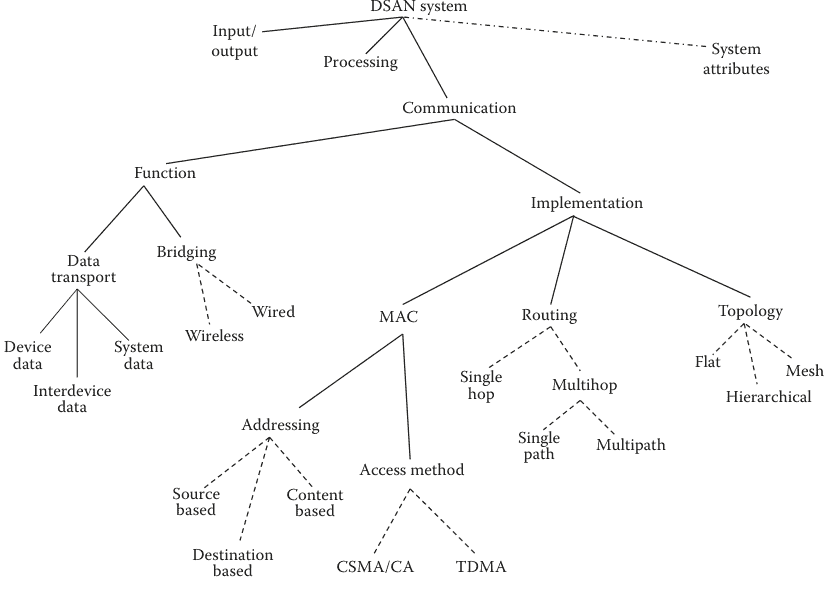 DSAN system
Input/
output
Processing
System
attributes
Communication
Function
Implementation
Data
transport
Bridging
Wired
Wireless
Device
data
System
data
Interdevice
data
MAC
Routing
Topology
Single
hop
Multihop
Flat
Mesh
Hierarchical
Addressing
Single
path
Multipath
Access method
Source
based
Content
based
Destination
based
CSMA/CA
TDMA